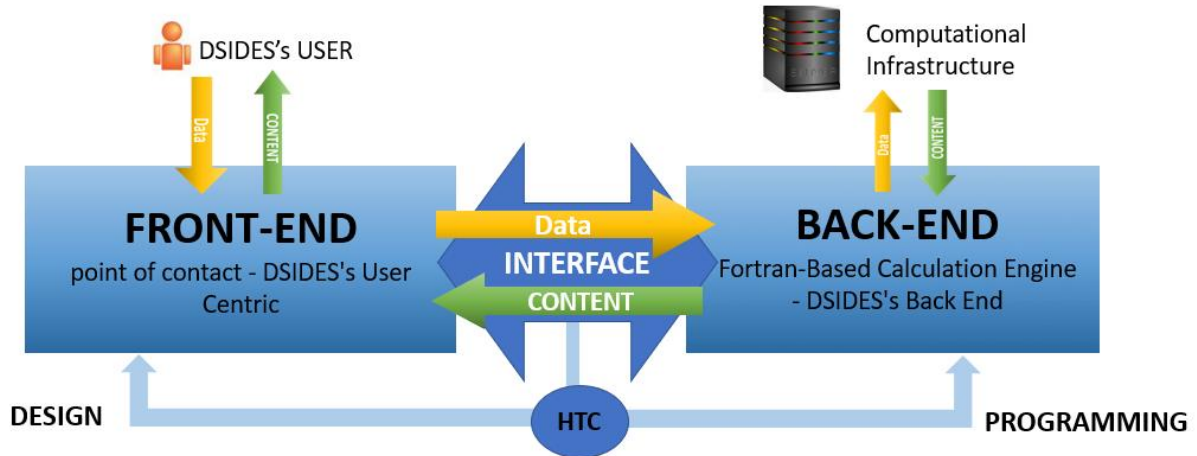 DSIDES's USER
Computational
Infrastructure
Data
CONTENT
Data
CONTENT
FRONT-END
point of contact - DSIDES's User
Centric
Data
INTERFACE
CONTENT
BACK-END
Fortran-Based Calculation Engine
- DSIDES's Back End
DESIGN
HTC
PROGRAMMING